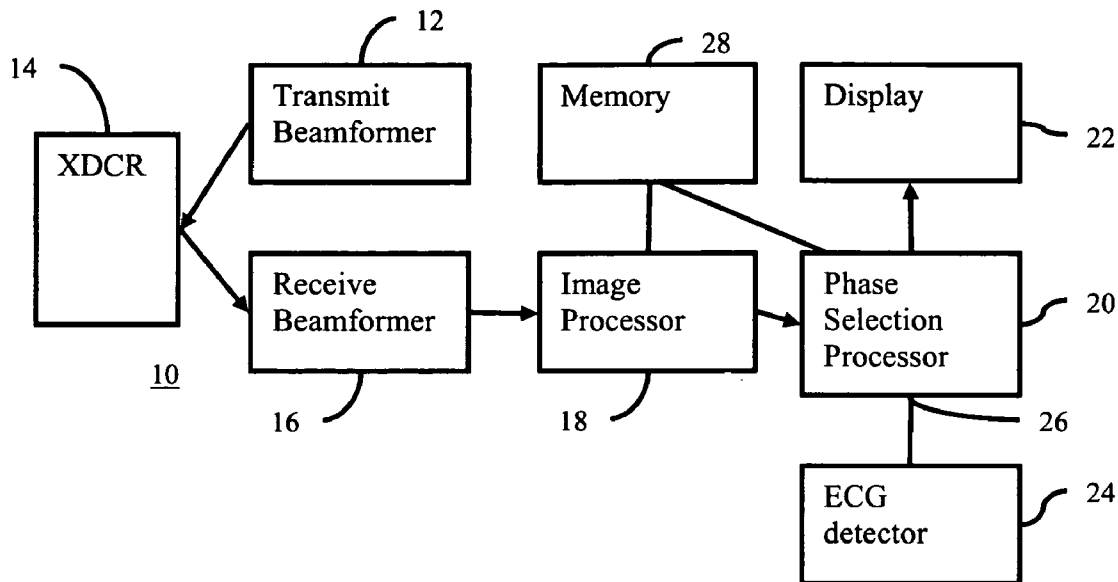 12
28
14
Transmit
Beamformer
Memory
Display
22
XDCR
Receive
Beamformer
Image
Processor
Phase
Selection
Processor
20
10
16
18
26
ECG
detector
24